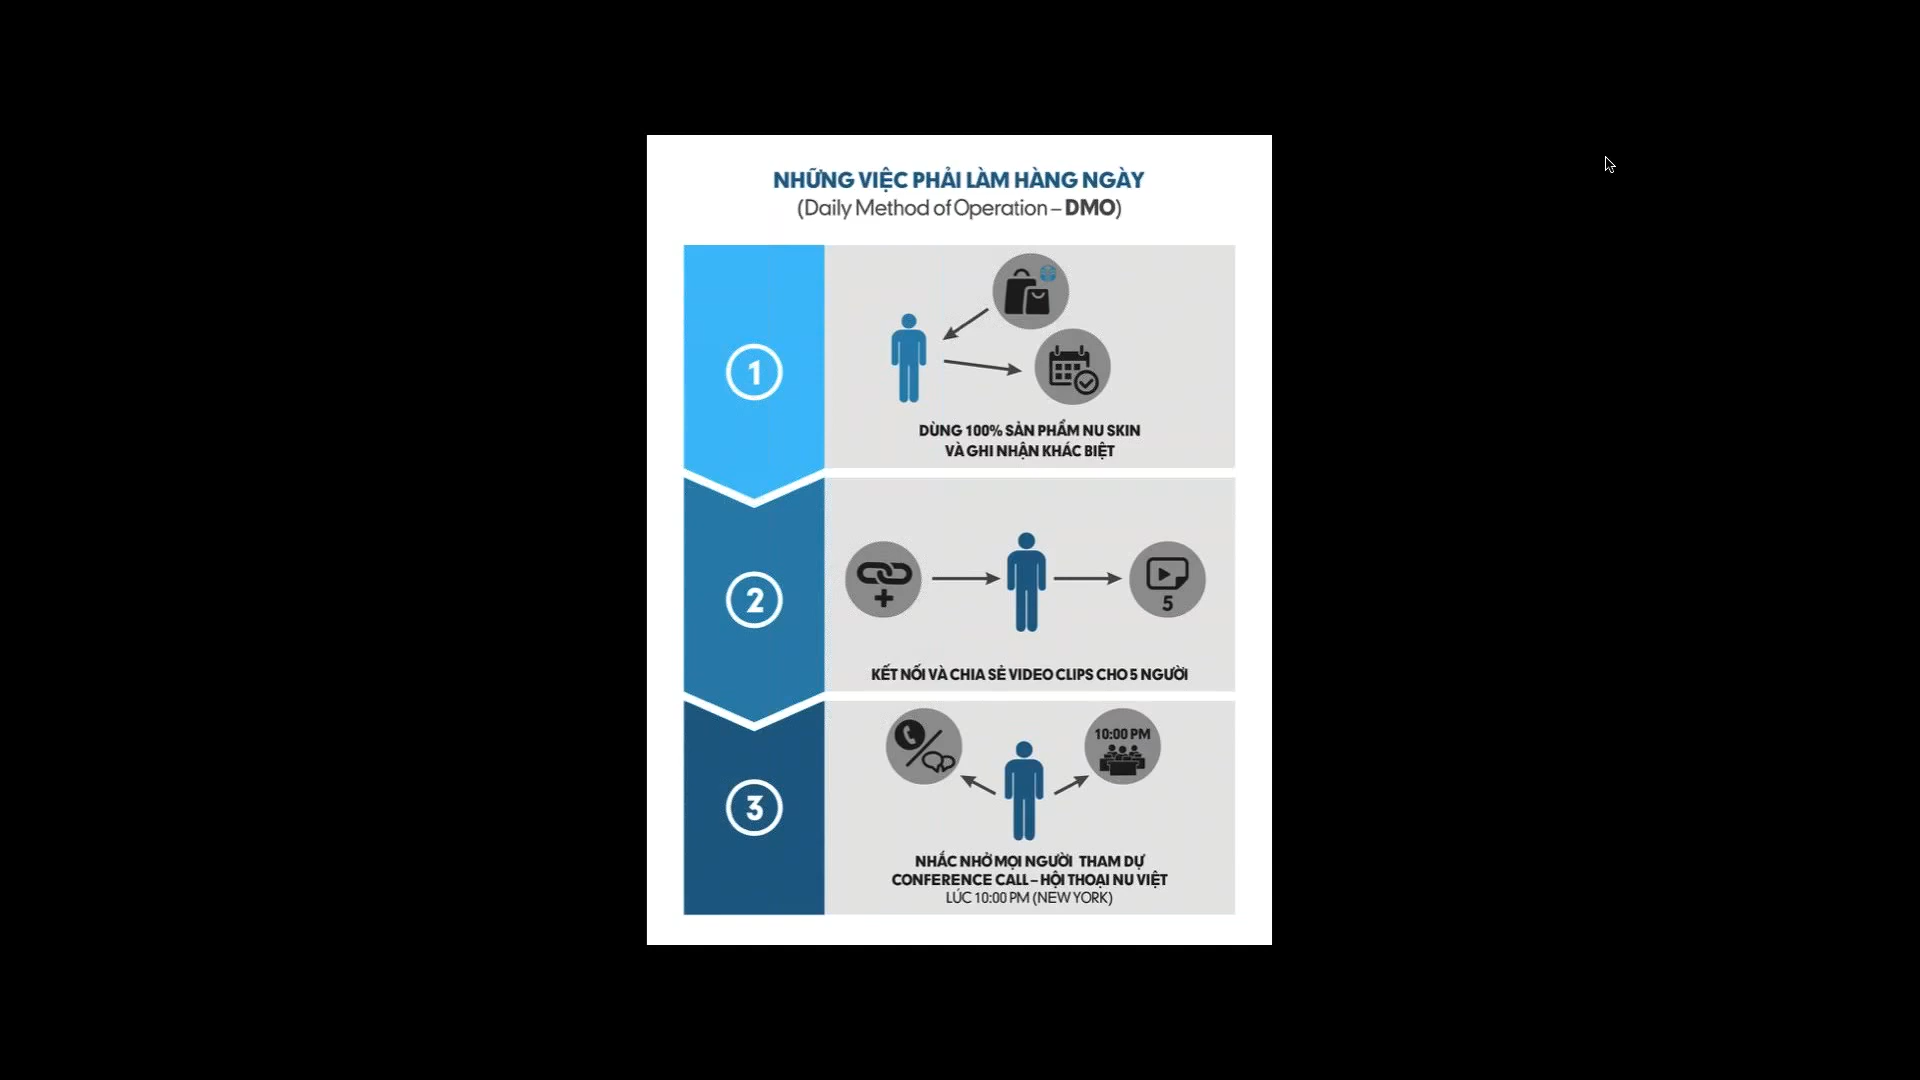 NHỮNG VIỆC PHẢI LÀM HÀNG NGÀY
(Daily Method of Operation – DMO)
1
DÙNG 100% SẢN PHẨM NU SKIN
VÀ GHI NHẬN KHÁC BIỆT
2
5
KẾT NỐI VÀ CHIA SẺ VIDEO CLIPS CHO 5 NGƯỜI
3
10:00 PM
NHẮC NHỞ MỌI NGƯỜI THAM DỰ
CONFERENCE CALL – HỘI THOẠI NU VIỆT
LÚC 10:00 PM (NEW YORK)